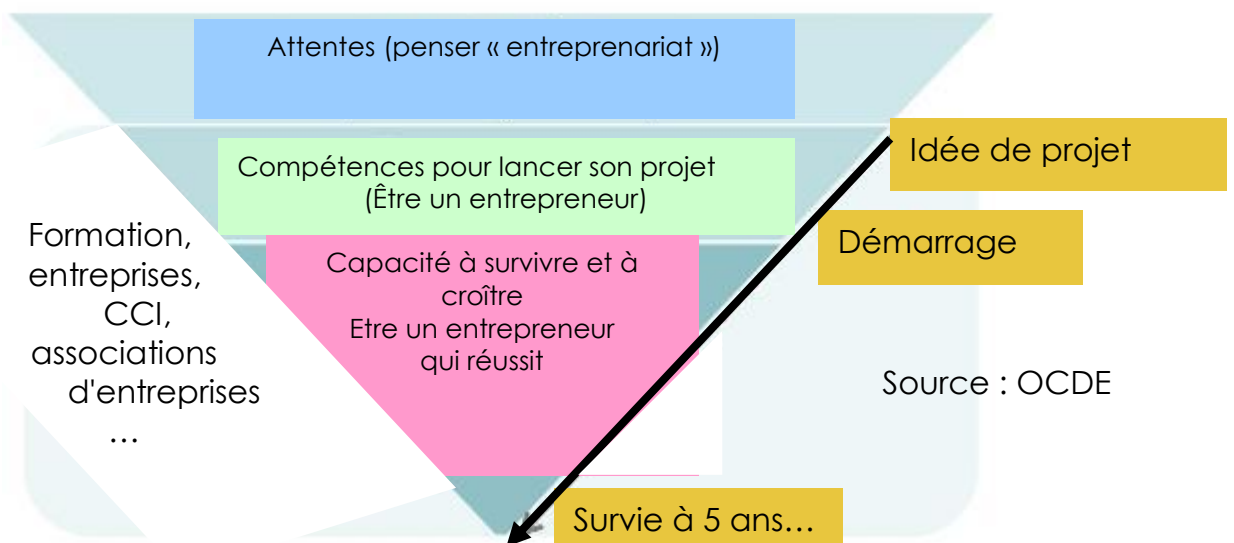 Attentes (penser « entreprenariat »)
Idée de projet
Compétences pour lancer son projet
(Être un entrepreneur)
Démarrage
Formation,
entreprises,
CCI,
associations
d'entreprises
…
Capacité à survivre et à
croître
Etre un entrepreneur
qui réussit
Source : OCDE
Survie à 5 ans…